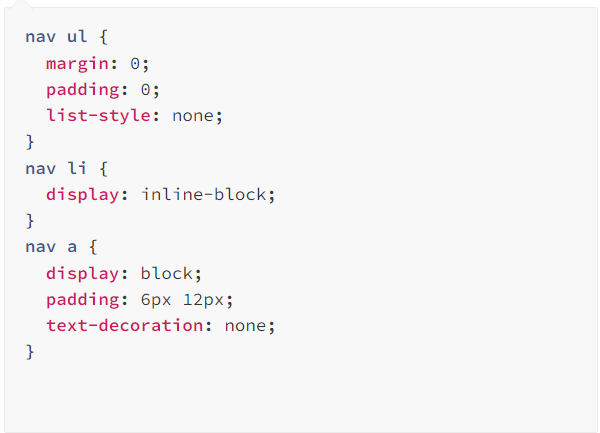 nav ul {
  margin: 0;
  padding: 0;
  list-style: none;
}
nav li {
  display: inline-block;
}
nav a {
  display: block;
  padding: 6px 12px;
  text-decoration: none;
}